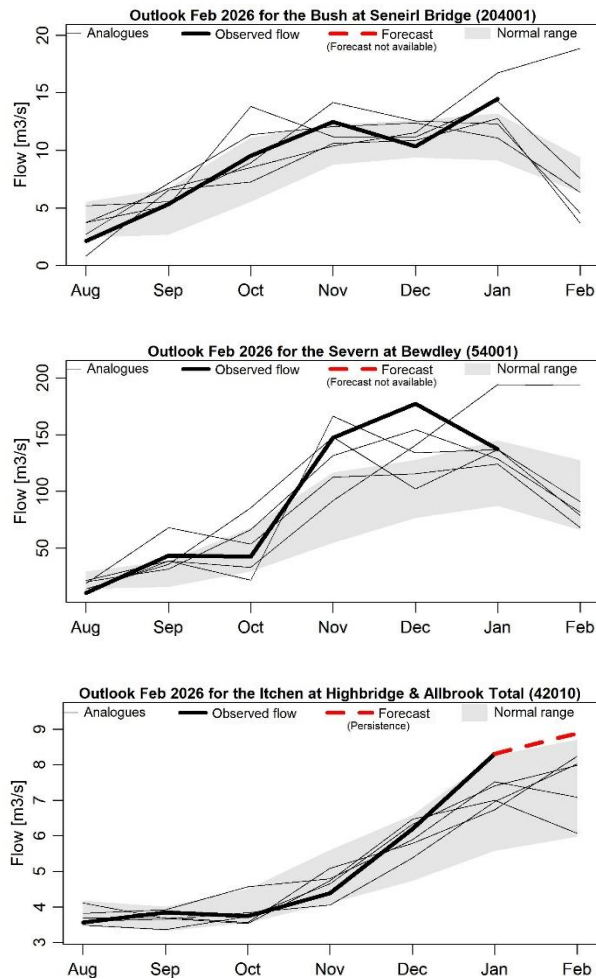 Outlook Feb 2026 for the Bush at Seneirl Bridge (204001)
Analogues Observed flow Forecast Normal range
(Forecast not available)
Flow [m3/s]
20
15
10
5
0
Aug Sep Oct Nov Dec Jan Feb
Outlook Feb 2026 for the Severn at Bewdley (54001)
Analogues Observed flow Forecast Normal range
(Forecast not available)
Flow [m3/s]
200
150
100
50
Aug Sep Oct Nov Dec Jan Feb
Outlook Feb 2026 for the Itchen at Highbridge & Allbrook Total (42010)
Analogues Observed flow Forecast Normal range
(Persistence)
Flow [m3/s]
9
8
7
6
5
4
3
Aug Sep Oct Nov Dec Jan Feb